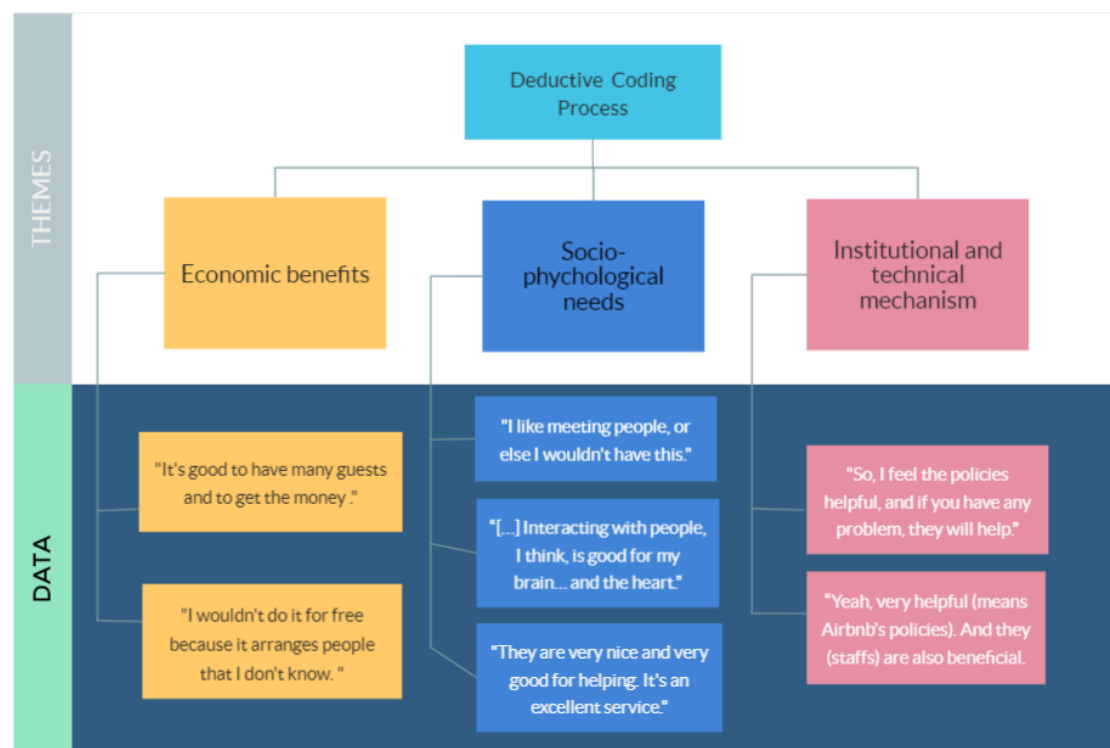 Deductive Coding
Process
THEMES
Economic benefits
Socio-
phychological
needs
Institutional and
technical
mechanism
DATA
"It's good to have many guests
and to get the money ."
"I wouldn't do it for free
because it arranges people
that I don't know. "
"I like meeting people, or
else I wouldn't have this."
“[...] Interacting with people,
I think, is good for my
brain... and the heart.”
“They are very nice and very
good for helping. It's an
excellent service.”
"So, I feel the policies
helpful, and if you have any
problem, they will help.”
“Yeah, very helpful (means
Airbnb's policies). And they
(staffs) are also beneficial.